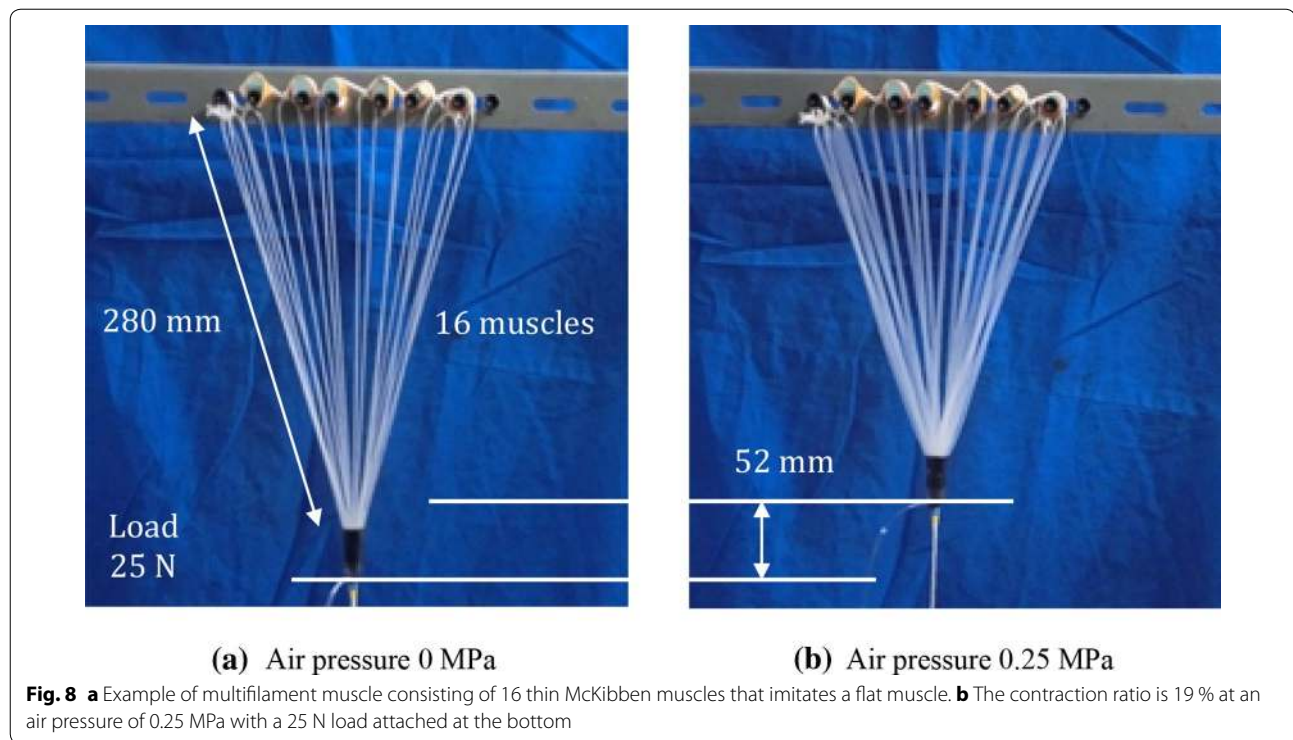 280 mm
16 muscles
Load
25 N
52 mm
(a) Air pressure 0 MPa
(b) Air pressure 0.25 MPa
Fig. 8 a Example of multifilament muscle consisting of 16 thin McKibben muscles that imitates a flat muscle. b The contraction ratio is 19 % at an
air pressure of 0.25 MPa with a 25 N load attached at the bottom